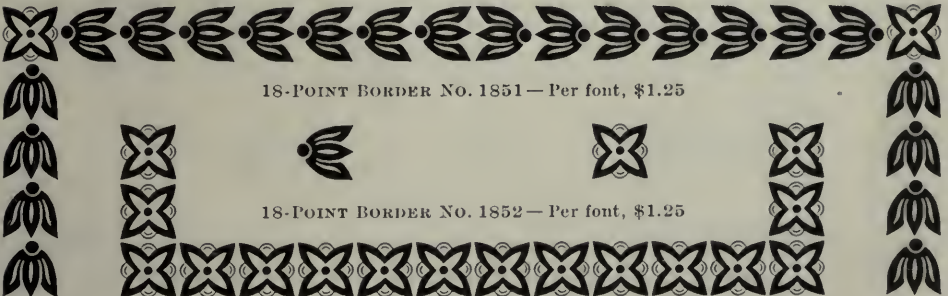 18-Point Border No. 1851—Per font, $1.25
18-Point Border No. 1852—Per font, $1.25